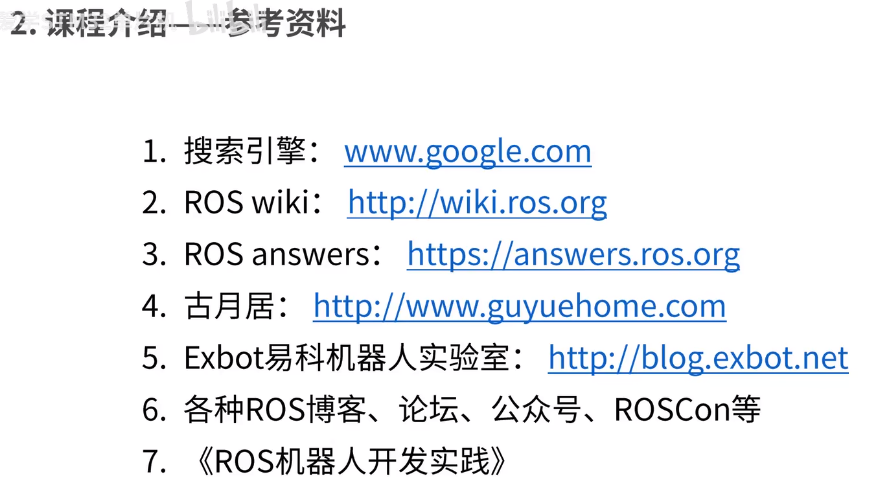 2. 课程介绍——参考资料
1. 搜索引擎： www.google.com
2. ROS wiki： http://wiki.ros.org
3. ROS answers： https://answers.ros.org
4. 古月居： http://www.guyuehome.com
5. Exbot易科机器人实验室： http://blog.exbot.net
6. 各种ROS博客、论坛、公众号、ROSCon等
7. 《ROS机器人开发实践》